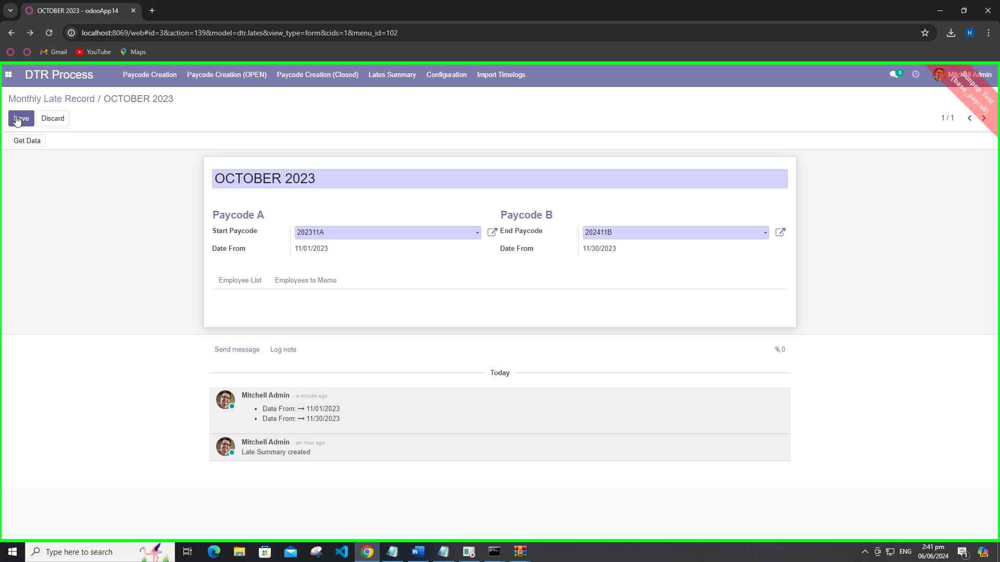 OCTOBER 2023 - odooApp14
localhost:8069/web#id=3&action=139&model=dtr.lates&view_type=form&cids=1&menu_id=102
H
Gmail
YouTube
Maps
DTR Process
Paycode Creation
Paycode Creation (OPEN)
Paycode Creation (Closed)
Lates Summary
Configuration
Import Timelogs
5
Mitchell Admin
(base_payroll)
Monthly Late Record / OCTOBER 2023
Discard
1 / 1
Get Data
OCTOBER 2023
Paycode A
Paycode B
Start Paycode
202311A
End Paycode
202411B
Date From
11/01/2023
Date From
11/30/2023
Employee List
Employees to Memo
Send message
Log note
0
Today
Mitchell Admin - a minute ago
Date From: → 11/01/2023
Date From: → 11/30/2023
Mitchell Admin - an hour ago
Late Summary created
Type here to search
ENG
2:41 pm
06/06/2024
1